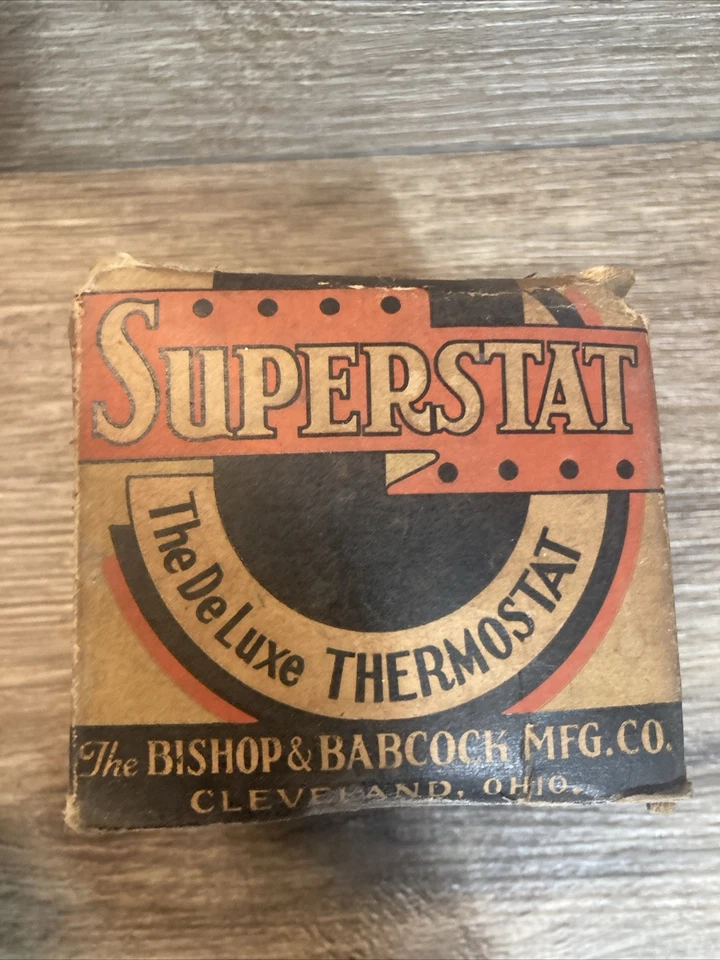 SUPERSTAT
The De Luxe THERMOSTAT
The BISHOP & BABCOCK MFG. CO.
CLEVELAND, OHIO.